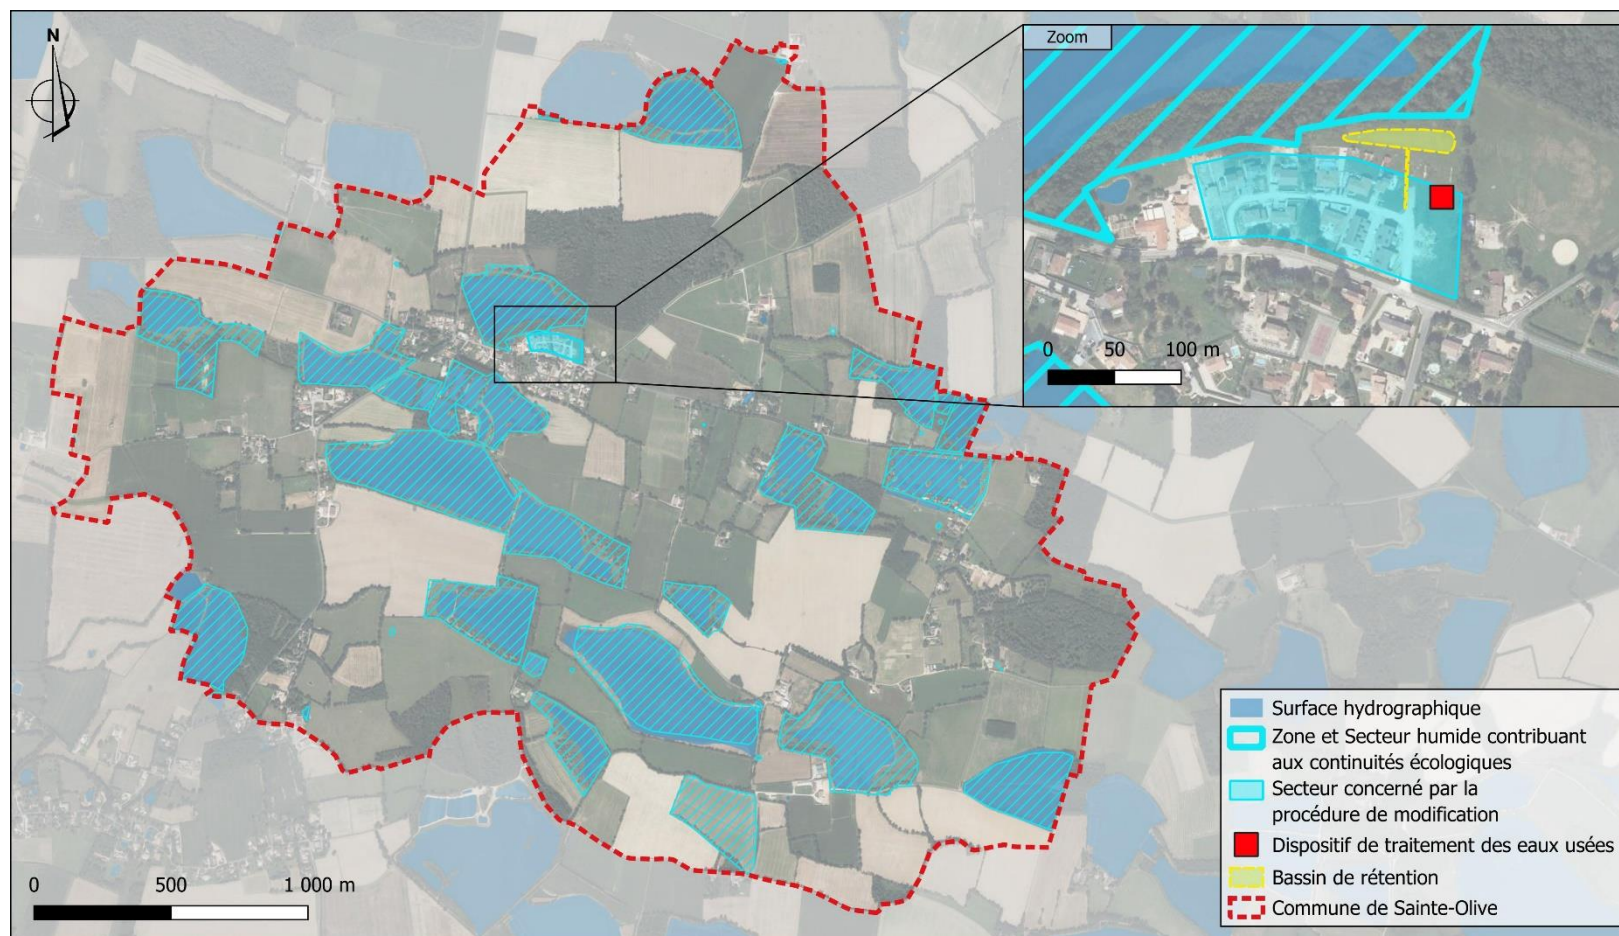 N
Zoom
0 50 100 m
Surface hydrographique
Zone et Secteur humide contribuant
aux continuités écologiques
Secteur concerné par la
procédure de modification
Dispositif de traitement des eaux usées
Bassin de rétention
Commune de Sainte-Olive
0 500 1 000 m